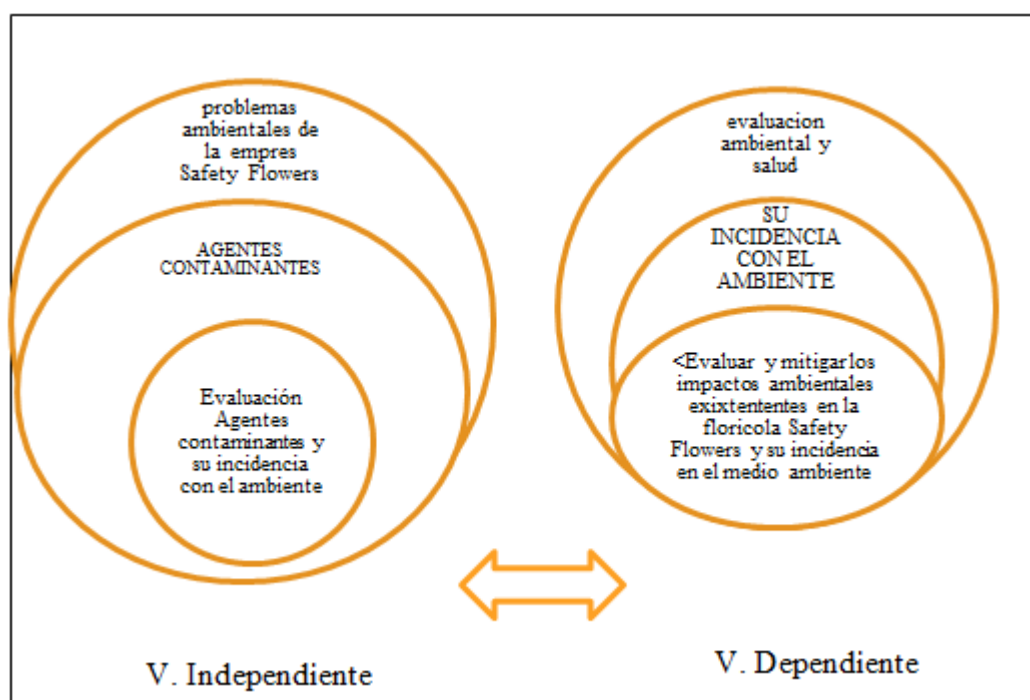 problemas
ambientales de
la empres
Safety Flowers
AGENTES
CONTAMINANTES
Evaluación
Agentes
contaminantes y
su incidencia
con el ambiente
evaluacion
ambiental y
salud
SU
INCIDENCIA
CON EL
AMBIENTE
<Evaluar y mitigar los
impactos ambientales
exixtententes en la
floricola Safety
Flowers y su incidencia
en el medio ambiente
V. Independiente
V. Dependiente